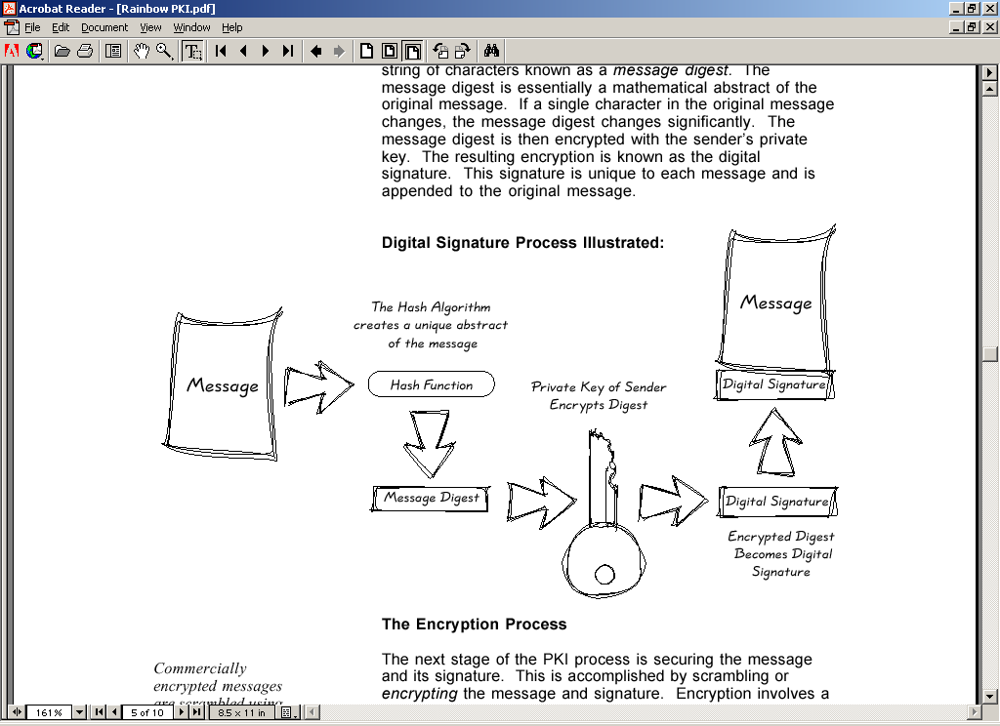 Acrobat Reader - [Rainbow PKI.pdf]
File Edit Document View Window Help
string of characters known as a message digest. The
message digest is essentially a mathematical abstract of the
original message. If a single character in the original message
changes, the message digest changes significantly. The
message digest is then encrypted with the sender's private
key. The resulting encryption is known as the digital
signature. This signature is unique to each message and is
appended to the original message.
Digital Signature Process Illustrated:
Message
The Hash Algorithm
creates a unique abstract
of the message
Message
Hash Function
Private Key of Sender
Encrypts Digest
Digital Signature
Message Digest
Digital Signature
Encrypted Digest
Becomes Digital
Signature
The Encryption Process
The next stage of the PKI process is securing the message
and its signature. This is accomplished by scrambling or
encrypting the message and signature. Encryption involves a
Commercially
encrypted messages
are scrambled using
161%
5 of 10
8.5 x 11 in